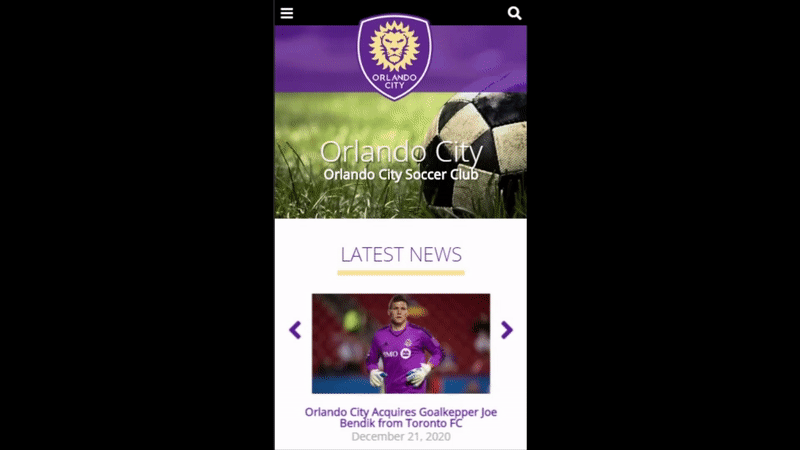 ORLANDO
CITY
Orlando City
Orlando City Soccer Club
LATEST NEWS
BMO
Orlando City Acquires Goalkepper Joe
Bendik from Toronto FC
December 21, 2020